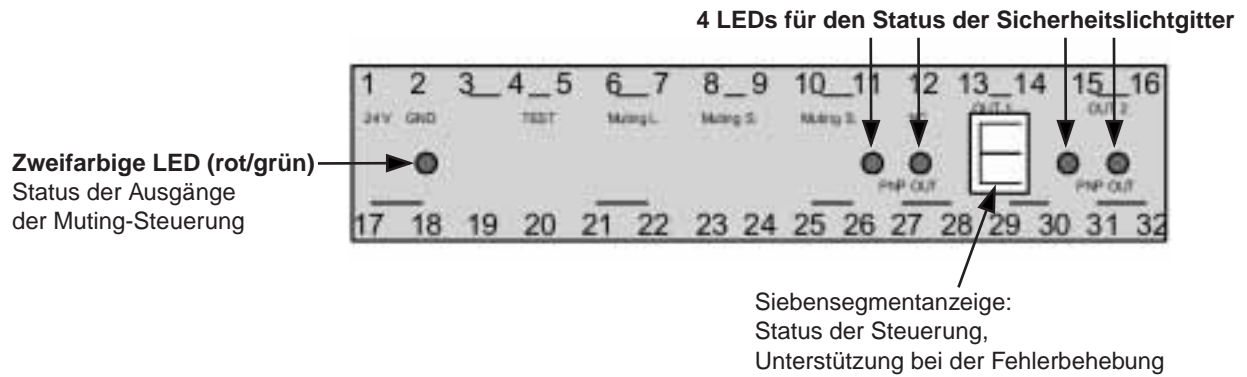 4 LEDs für den Status der Sicherheitslichtgitter
1 2 3 4 5 6 7 8 9 10 11 12 13 14 15 16
24V GND TEST Muting L. Muting S. Muting S. OUT 1 OUT 2
Zweifarbige LED (rot/grün)
Status der Ausgänge
der Muting-Steuerung
PNP OUT PNP OUT
17 18 19 20 21 22 23 24 25 26 27 28 29 30 31 32
Siebensegmentanzeige:
Status der Steuerung,
Unterstützung bei der Fehlerbehebung